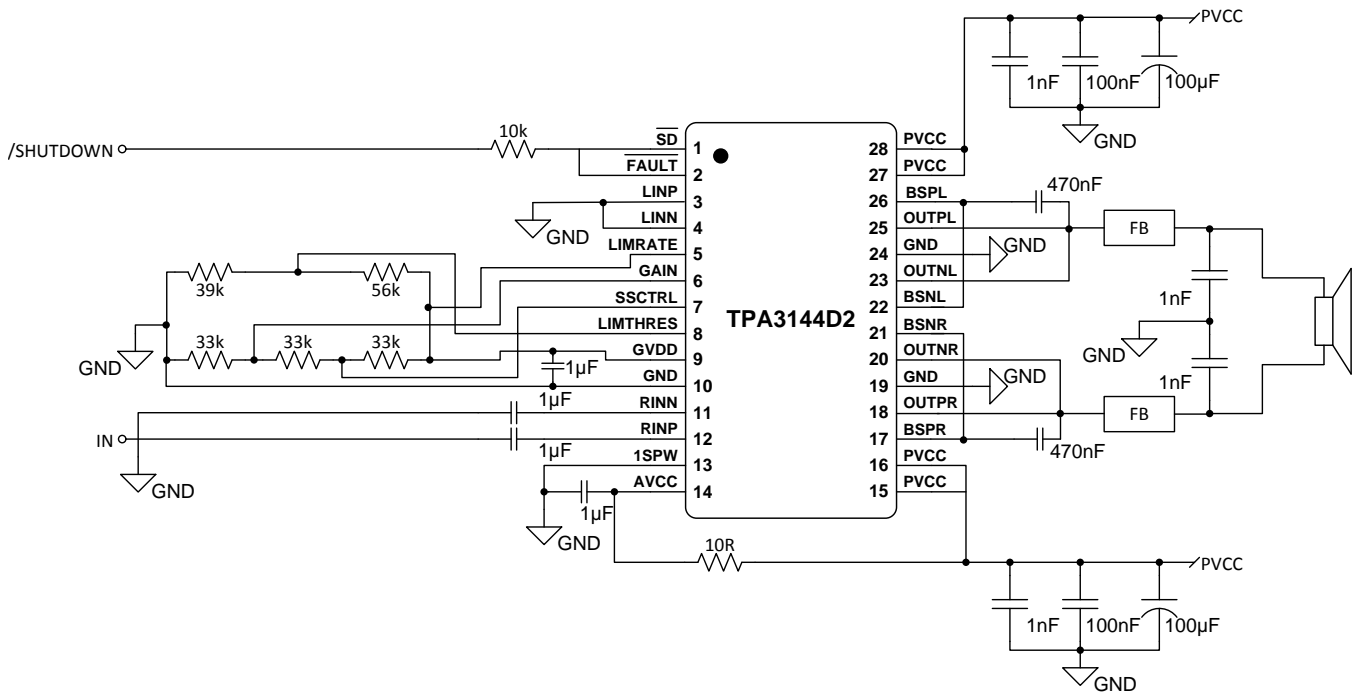 PVCC
1nF
100nF
100µF
GND
/SHUTDOWN
10k
SD
1
FAULT
2
LINP
3
LINN
4
GND
LIMRATE
5
GAIN
6
SSCTRL
7
LIMTHRES
8
GVDD
9
GND
10
RINN
11
RINP
12
1SPW
13
AVCC
14
39k
56k
33k
33k
33k
GND
1µF
1µF
IN
1µF
GND
1µF
GND
TPA3144D2
28
PVCC
27
PVCC
26
BSPL
25
OUTPL
24
GND
23
OUTNL
22
BSNL
21
BSNR
20
OUTNR
19
GND
18
OUTPR
17
BSPR
16
PVCC
15
PVCC
470nF
GND
FB
1nF
GND
1nF
GND
FB
470nF
10R
PVCC
1nF
100nF
100µF
GND